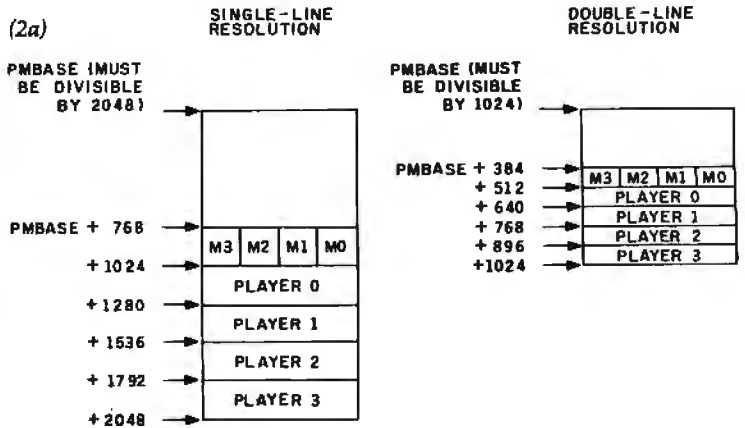 (2a)
SINGLE-LINE
RESOLUTION
PMBASE (MUST
BE DIVISIBLE
BY 2048)
PMBASE + 768
M3 M2 M1 M0
+1024
PLAYER 0
+1280
PLAYER 1
+1536
PLAYER 2
+1792
PLAYER 3
+2048
DOUBLE-LINE
RESOLUTION
PMBASE (MUST
BE DIVISIBLE
BY 1024)
PMBASE + 384
M3 M2 M1 M0
+ 512
PLAYER 0
+ 640
PLAYER 1
+ 768
PLAYER 2
+ 896
PLAYER 3
+1024